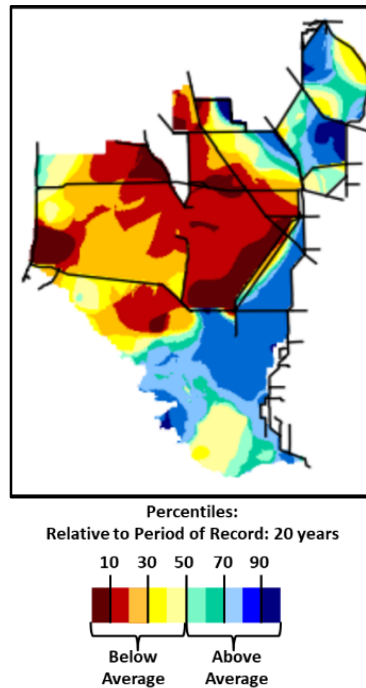 Percentiles:
Relative to Period of Record: 20 years
10 30 50 70 90
Below Above
Average Average